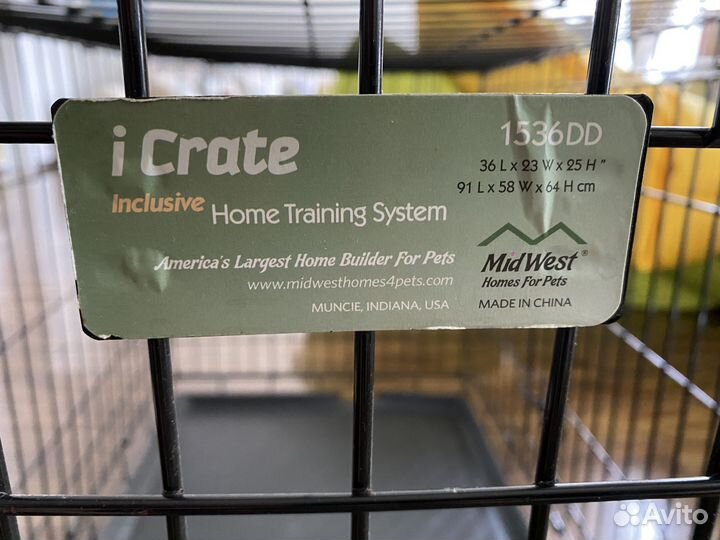 i Crate
Inclusive Home Training System
America's Largest Home Builder For Pets
www.midwesthomes4pets.com
MUNCIE, INDIANA, USA
1536DD
36 L x 23 W x 25 H "
91 L x 58 W x 64 H cm
MidWest®
Homes For Pets
MADE IN CHINA
Avito